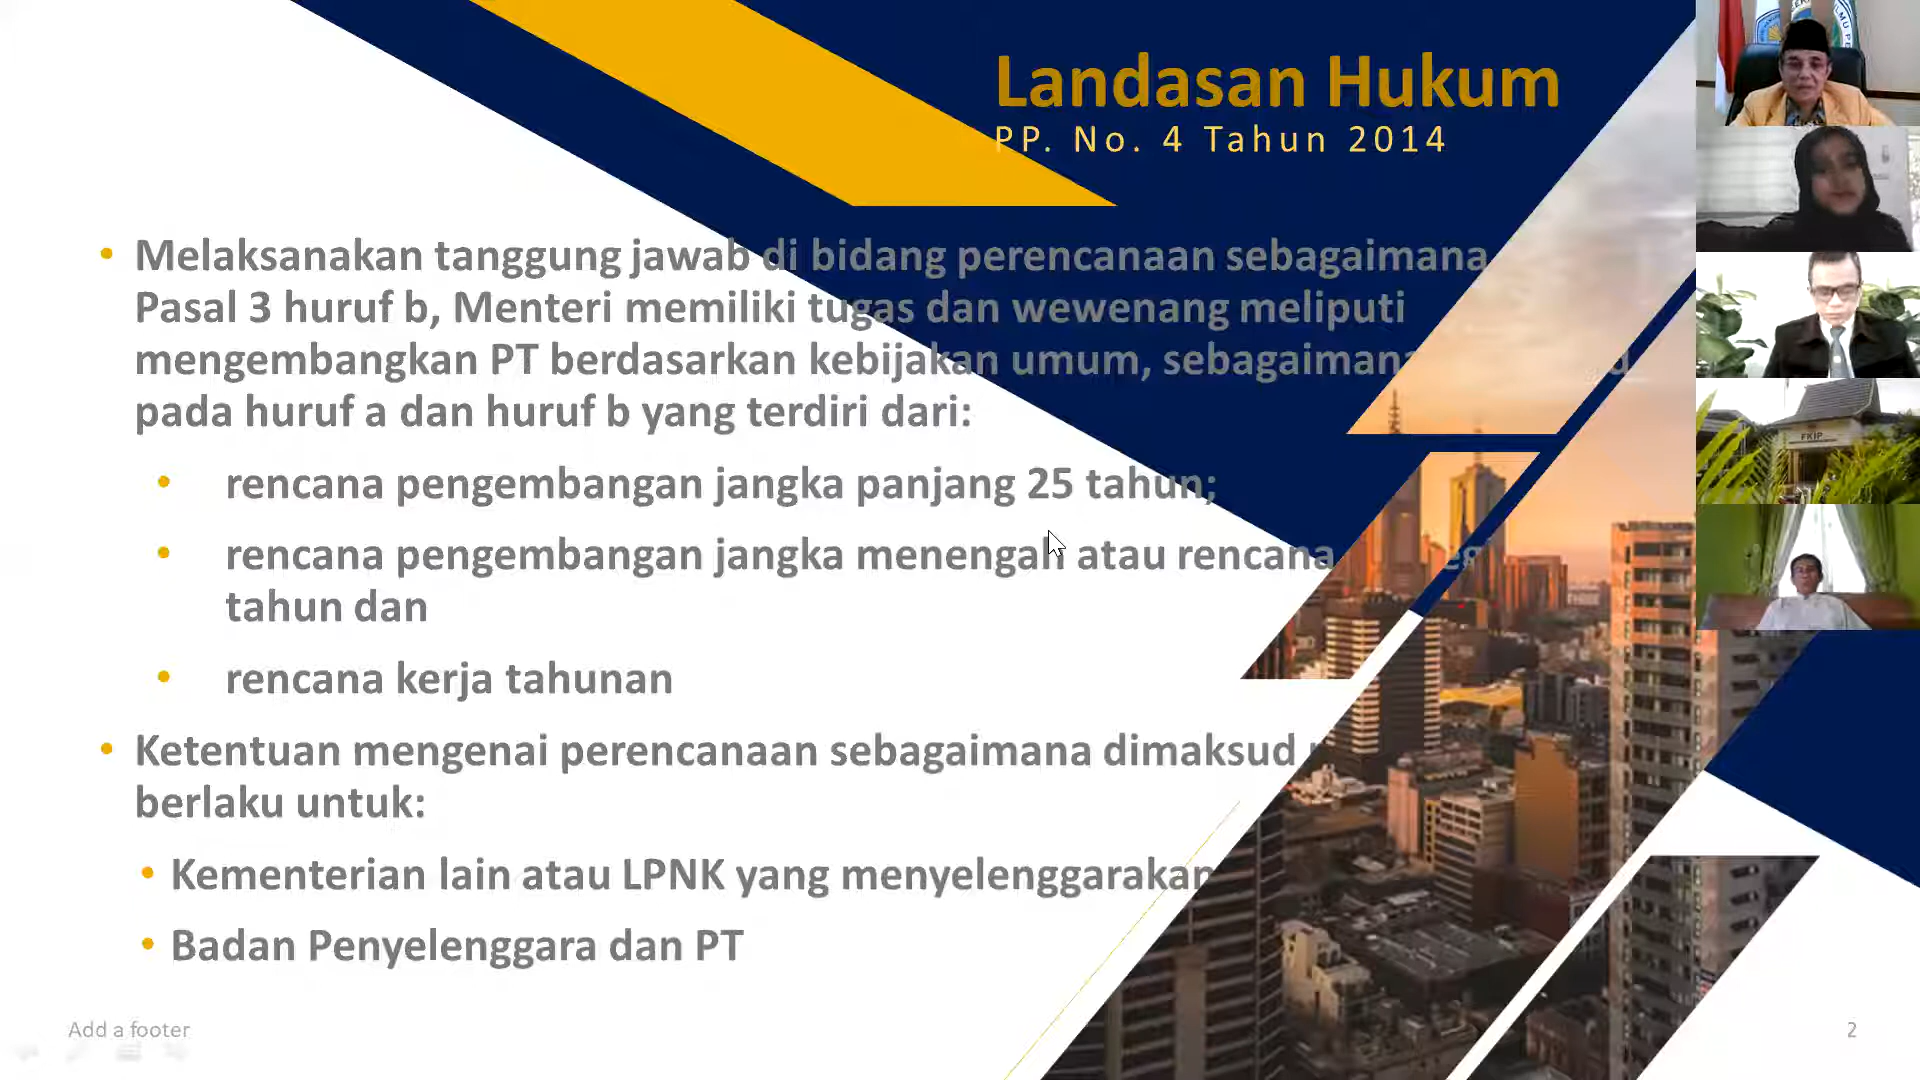 Landasan Hukum
PP. No. 4 Tahun 2014
• Melaksanakan tanggung jawab di bidang perencanaan sebagaimana
Pasal 3 huruf b, Menteri memiliki tugas dan wewenang meliputi
mengembangkan PT berdasarkan kebijakan umum, sebagaimana
pada huruf a dan huruf b yang terdiri dari:
• rencana pengembangan jangka panjang 25 tahun;
• rencana pengembangan jangka menengah atau rencana
tahun dan
• rencana kerja tahunan
• Ketentuan mengenai perencanaan sebagaimana dimaksud
berlaku untuk:
• Kementerian lain atau LPNK yang menyelenggarakan
• Badan Penyelenggara dan PT
Add a footer
2
FKIP